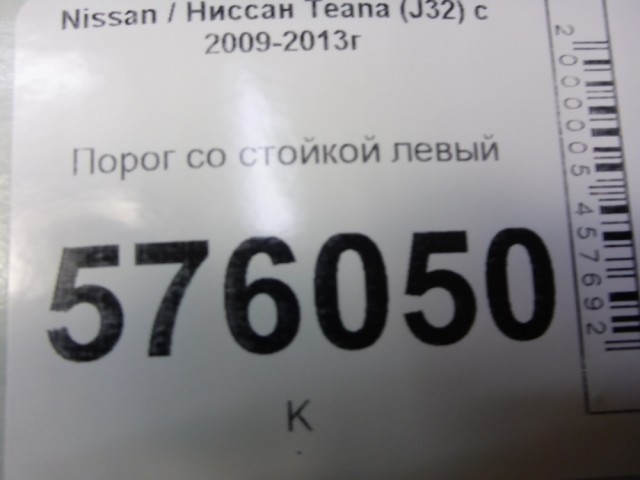 Nissan / Ниссан Teana (J32) с
2009-2013г
Порог со стойкой левый
576050
К
2000005457692